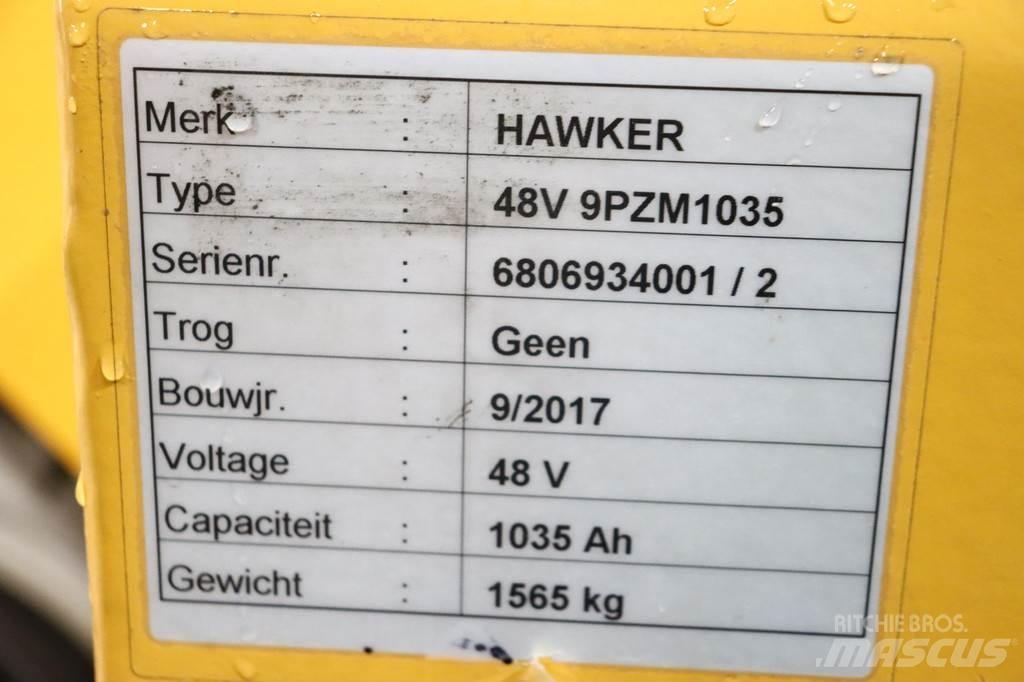 Merk : HAWKER
Type : 48V 9PZM1035
Serienr. : 6806934001 / 2
Trog : Geen
Bouwjr. : 9/2017
Voltage : 48 V
Capaciteit : 1035 Ah
Gewicht : 1565 kg
RITCHIE BROS.
MASCUS